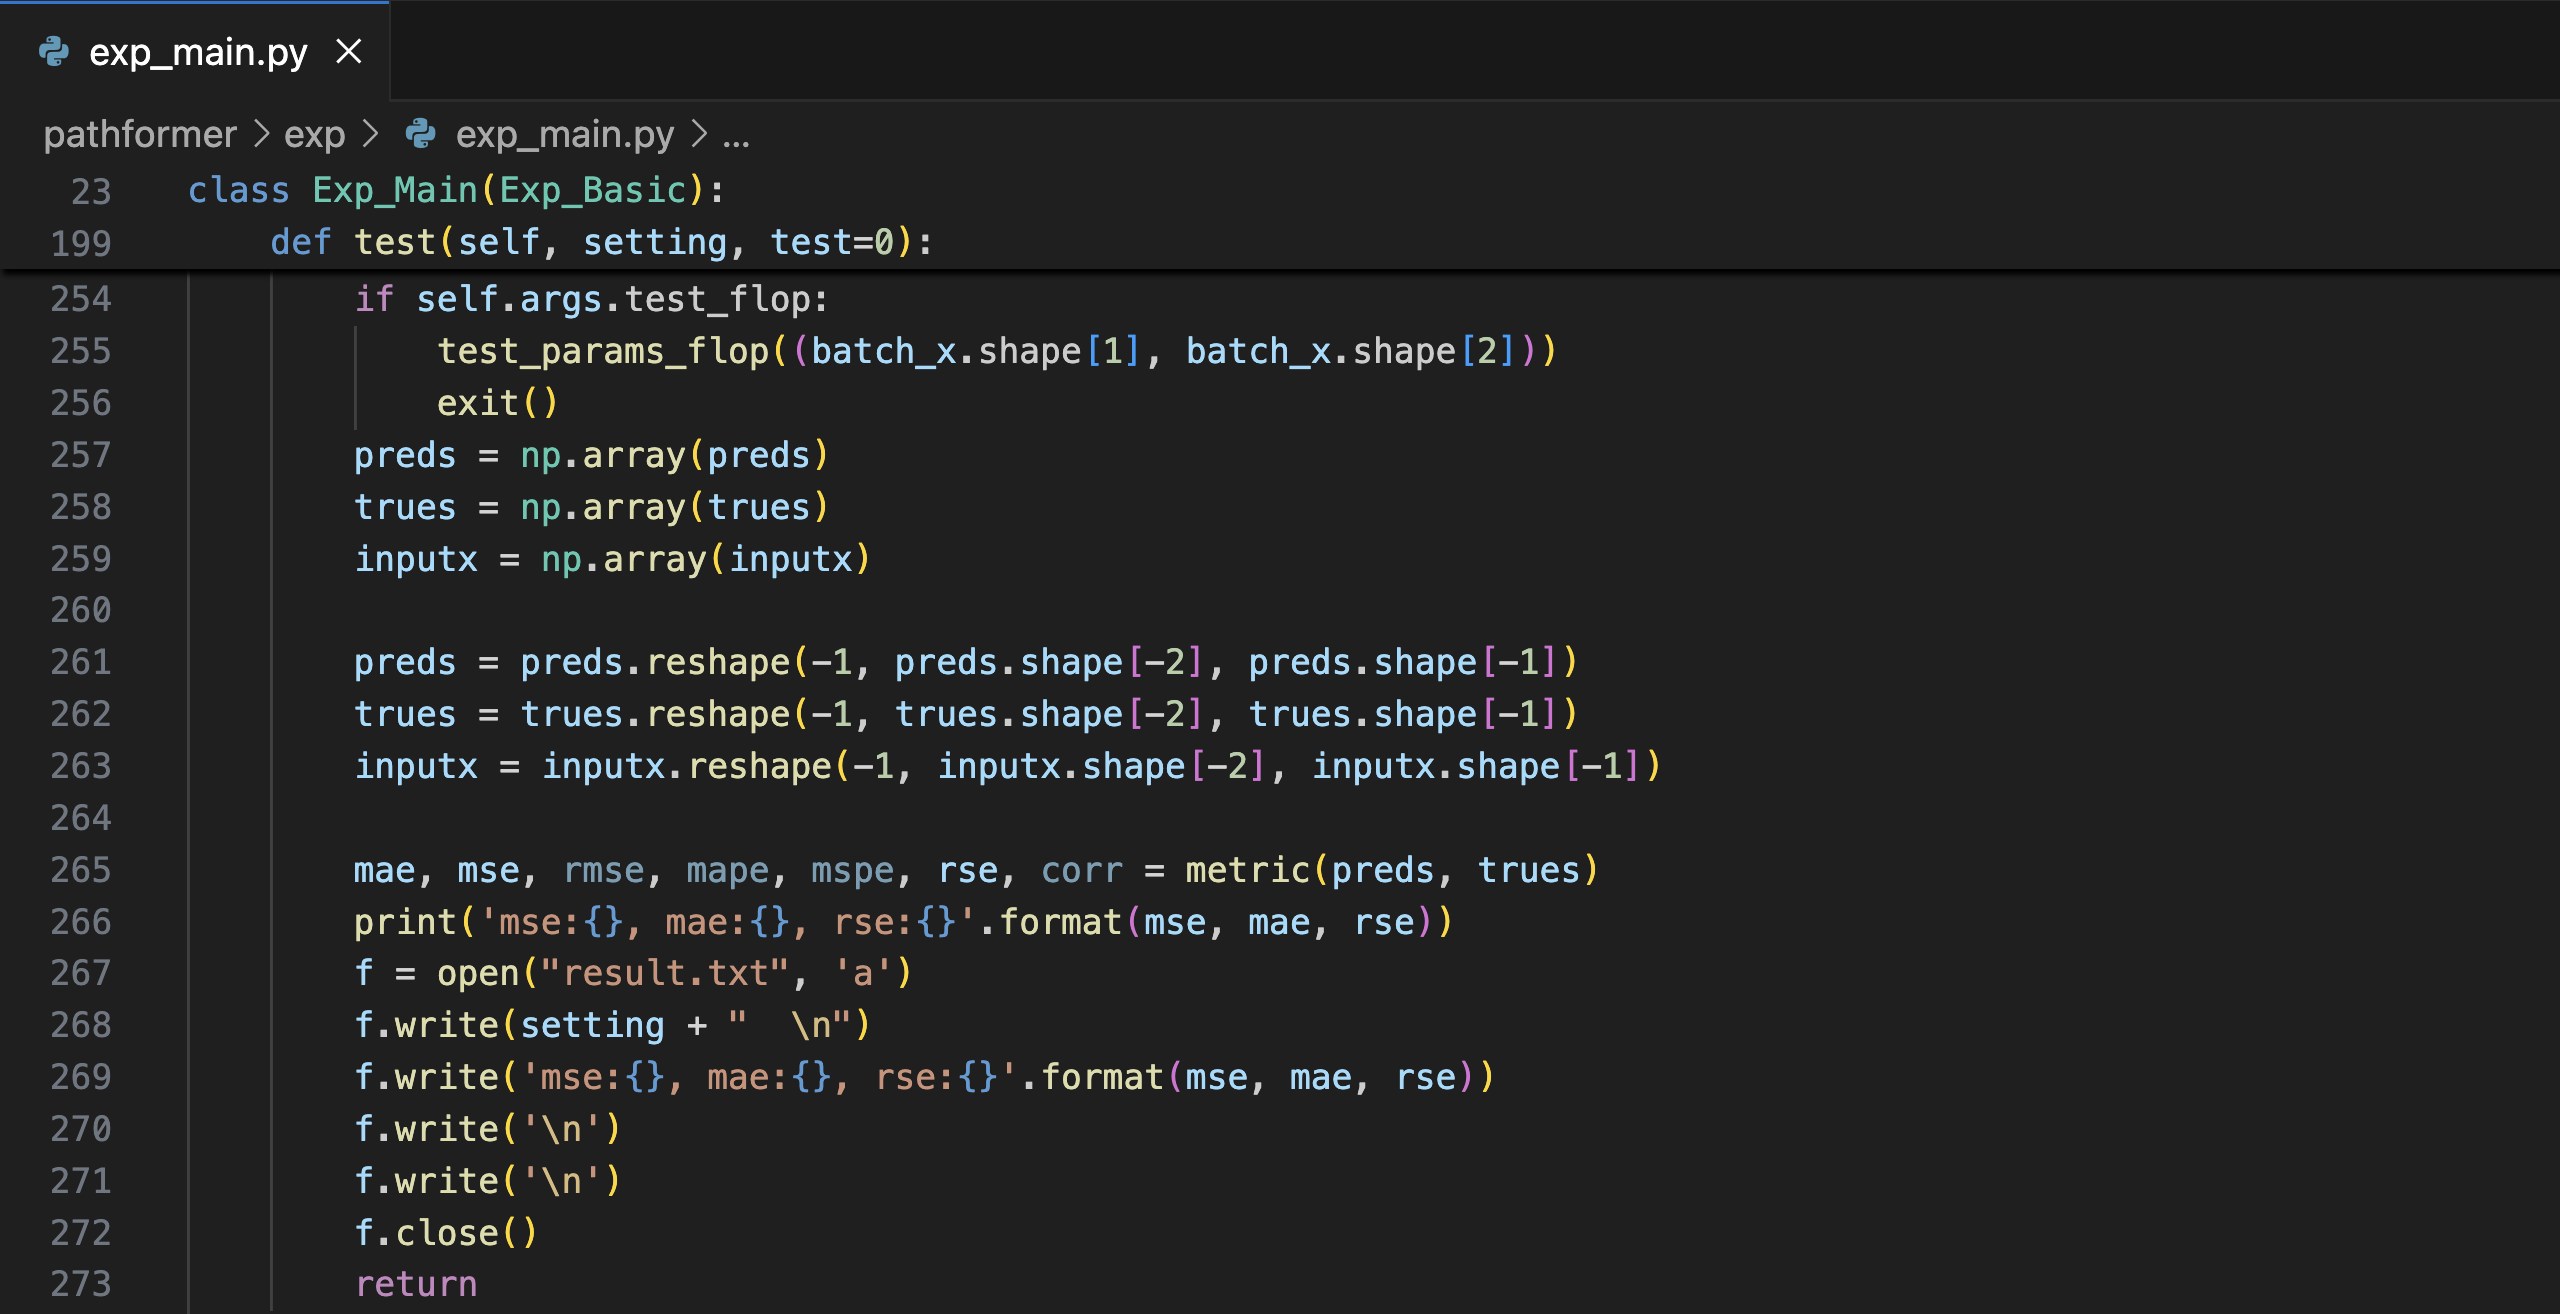 exp_main.py
pathformer > exp > exp_main.py > ...
23 class Exp_Main(Exp_Basic):
199 def test(self, setting, test=0):
254 if self.args.test_flop:
255 test_params_flop((batch_x.shape[1], batch_x.shape[2]))
256 exit()
257 preds = np.array(preds)
258 trues = np.array(trues)
259 inputx = np.array(inputx)
260
261 preds = preds.reshape(-1, preds.shape[-2], preds.shape[-1])
262 trues = trues.reshape(-1, trues.shape[-2], trues.shape[-1])
263 inputx = inputx.reshape(-1, inputx.shape[-2], inputx.shape[-1])
264
265 mae, mse, rmse, mape, mspe, rse, corr = metric(preds, trues)
266 print('mse:{}, mae:{}, rse:{}'.format(mse, mae, rse))
267 f = open("result.txt", 'a')
268 f.write(setting + "  \n")
269 f.write('mse:{}, mae:{}, rse:{}'.format(mse, mae, rse))
270 f.write('\n')
271 f.write('\n')
272 f.close()
273 return